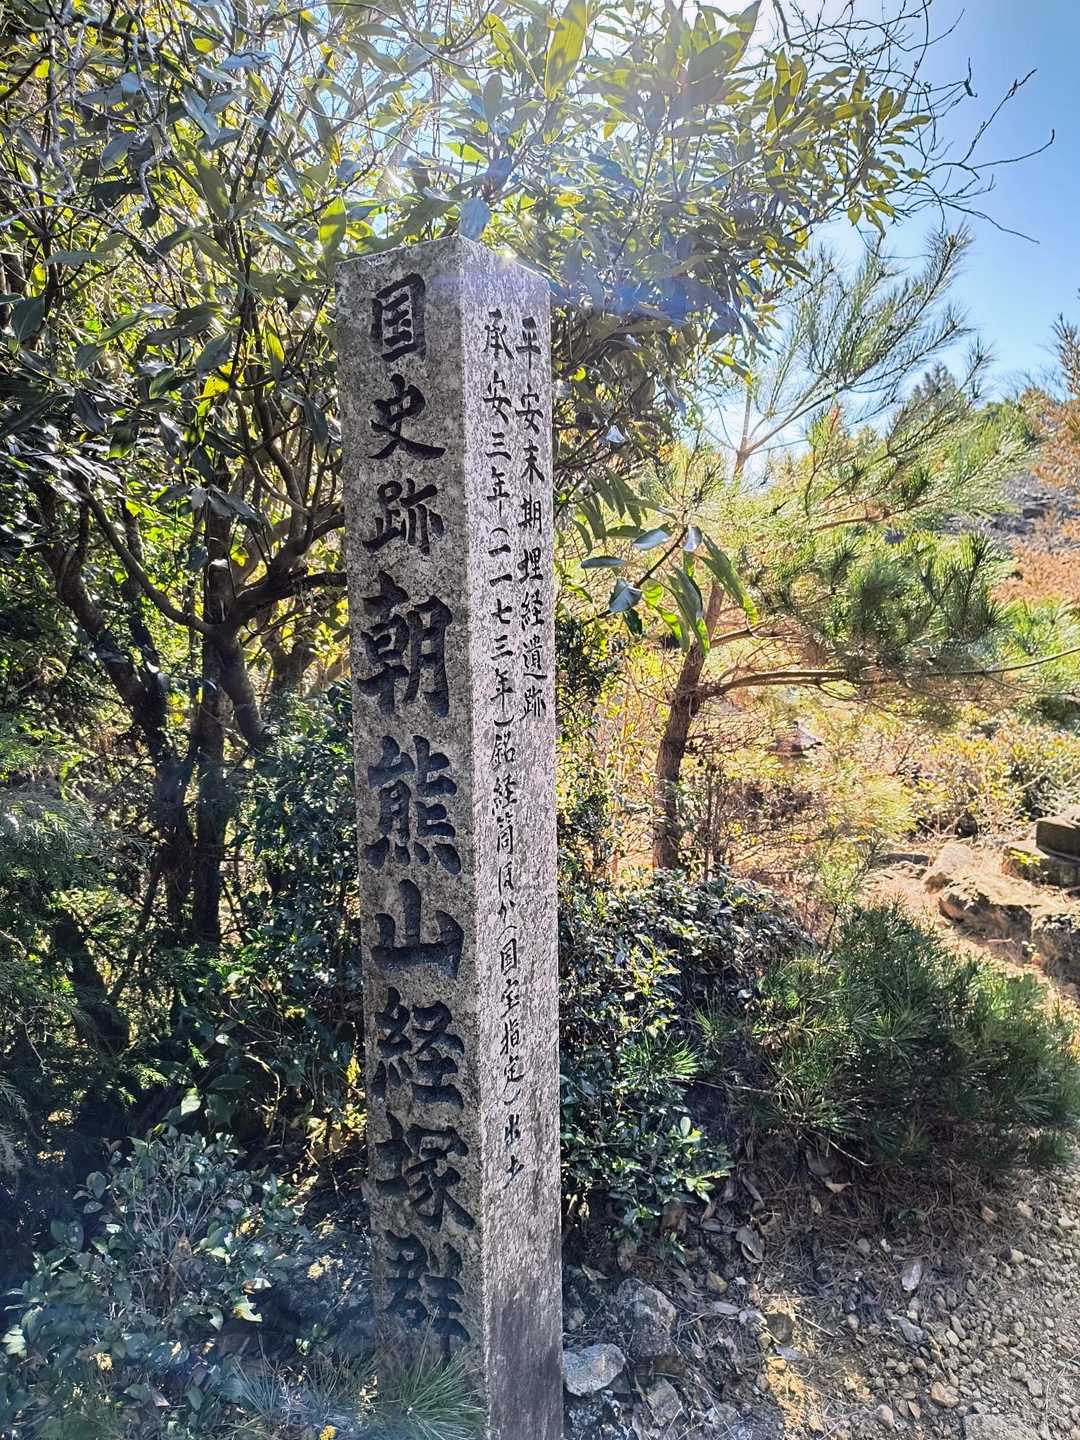 国史跡朝熊山経塚群
平安末期埋経遺跡
承安三年(一一七三年)銘経筒ほか(国宝指定)出土